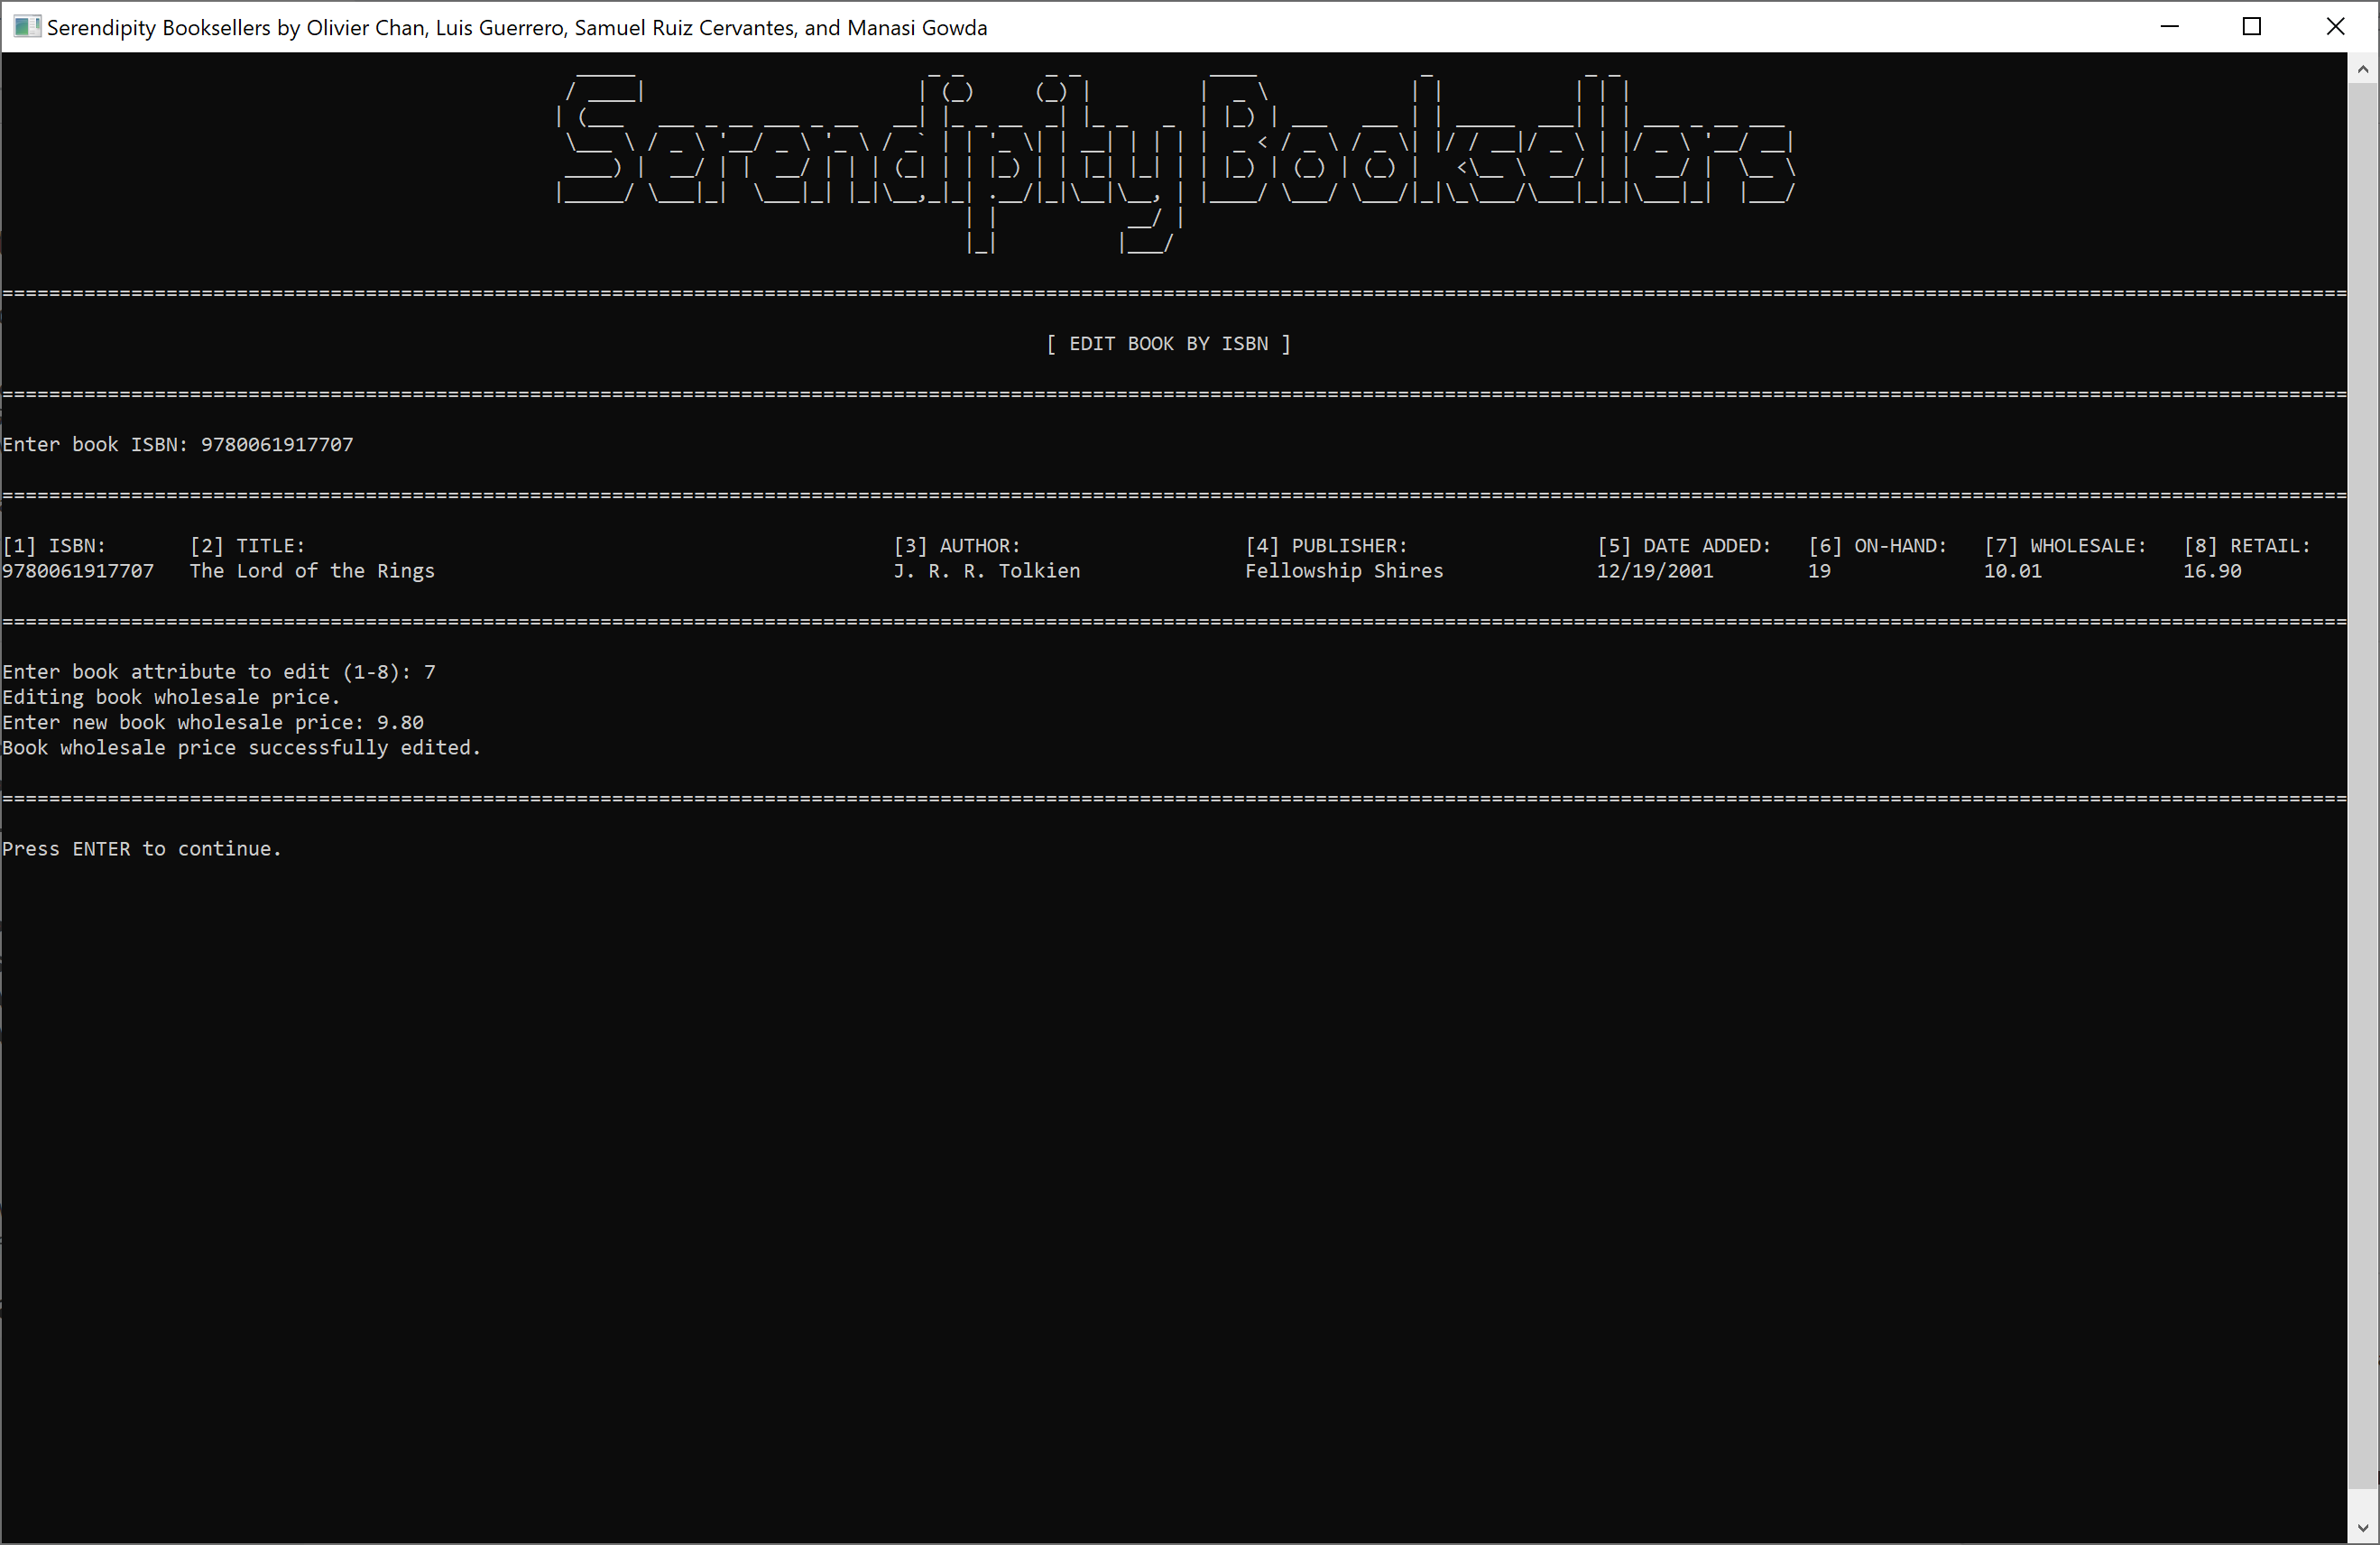 Serendipity Booksellers by Olivier Chan, Luis Guerrero, Samuel Ruiz Cervantes, and Manasi Gowda
Serendipity Booksellers
[ EDIT BOOK BY ISBN ]
Enter book ISBN: 9780061917707
[1] ISBN: [2] TITLE: [3] AUTHOR: [4] PUBLISHER: [5] DATE ADDED: [6] ON-HAND: [7] WHOLESALE: [8] RETAIL:
9780061917707 The Lord of the Rings J. R. R. Tolkien Fellowship Shires 12/19/2001 19 10.01 16.90
Enter book attribute to edit (1-8): 7
Editing book wholesale price.
Enter new book wholesale price: 9.80
Book wholesale price successfully edited.
Press ENTER to continue.